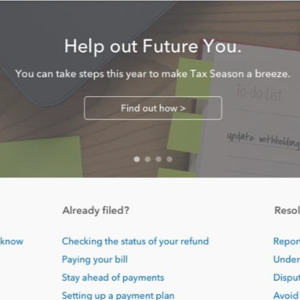 Help out Future You.
You can take steps this year to make Tax Season a breeze.
Find out how >
To-do List
update withholding
Already filed?
Resol
know
Checking the status of your refund
Repor
Paying your bill
Under
Stay ahead of payments
Disput
Setting up a payment plan
Avoid